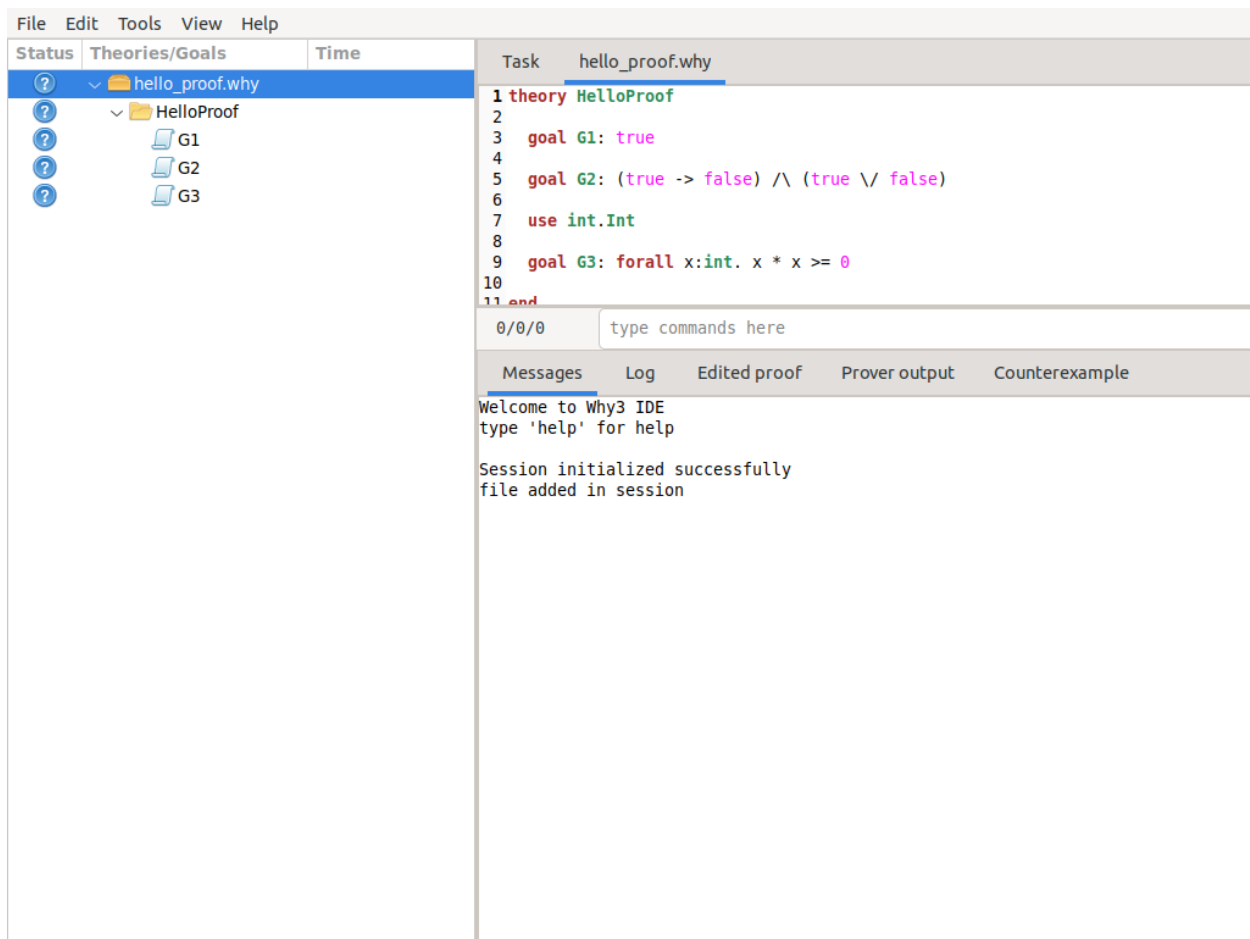 File Edit Tools View Help
Status Theories/Goals Time
hello_proof.why
HelloProof
G1
G2
G3
Task hello_proof.why
1 theory HelloProof
2
3 goal G1: true
4
5 goal G2: (true -> false) /\ (true \/ false)
6
7 use int.Int
8
9 goal G3: forall x:int. x * x >= 0
10
11 end
0/0/0 type commands here
Messages Log Edited proof Prover output Counterexample
Welcome to Why3 IDE
type 'help' for help
Session initialized successfully
file added in session